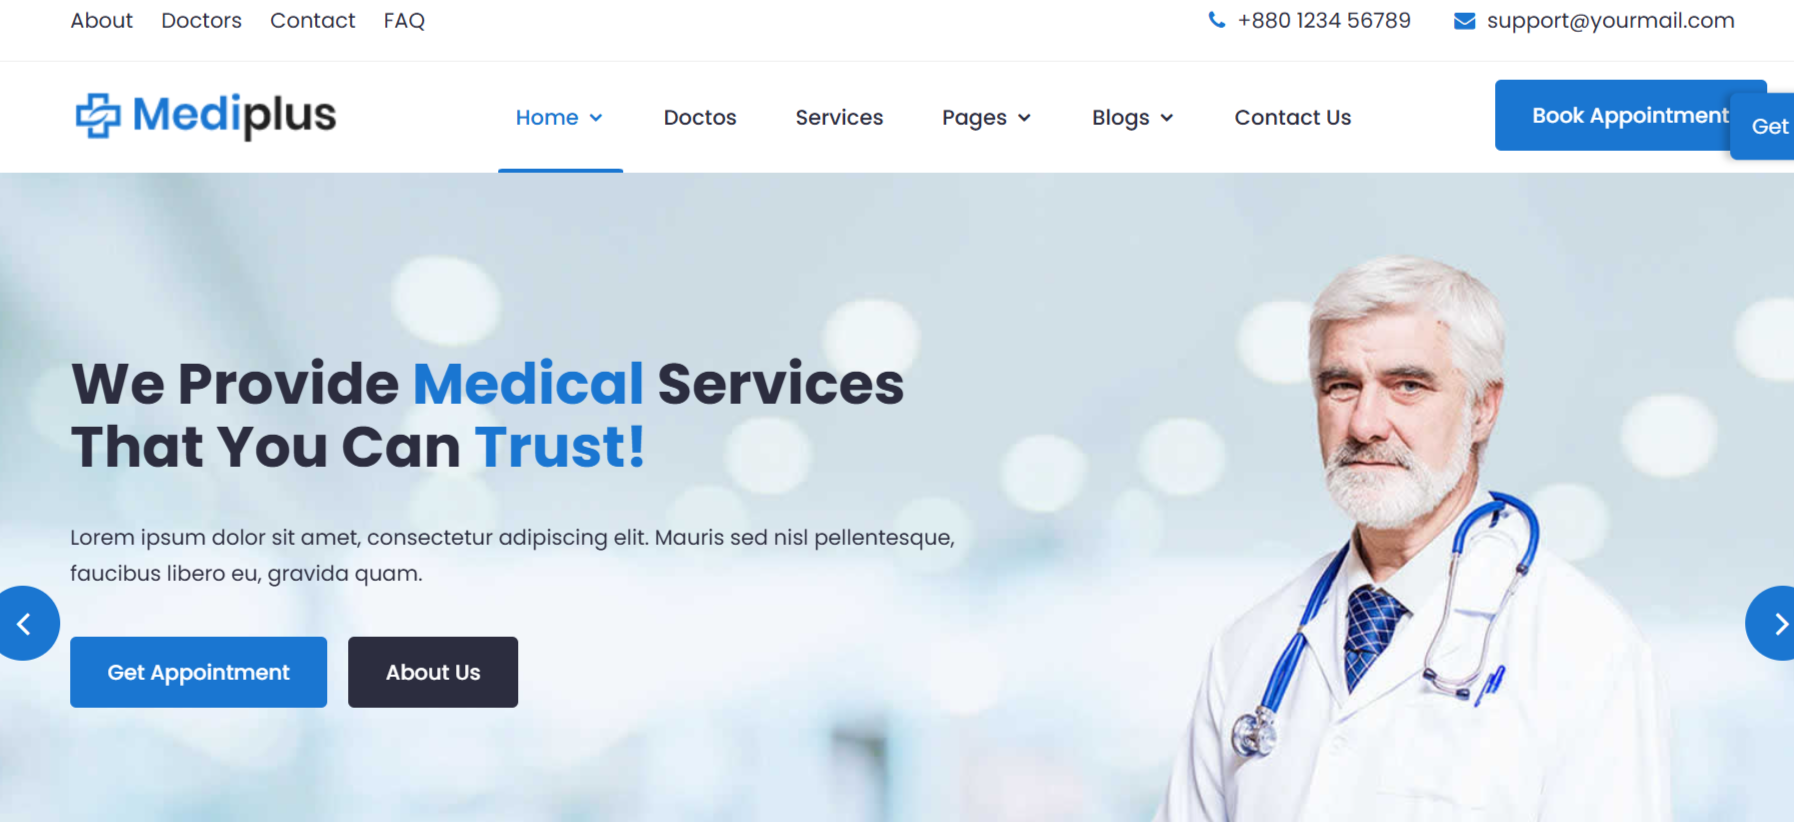 About Doctors Contact FAQ +880 1234 56789 support@yourmail.com
Mediplus Home Doctos Services Pages Blogs Contact Us Book Appointment Get
We Provide Medical Services
That You Can Trust!
Lorem ipsum dolor sit amet, consectetur adipiscing elit. Mauris sed nisl pellentesque,
faucibus libero eu, gravida quam.
Get Appointment About Us